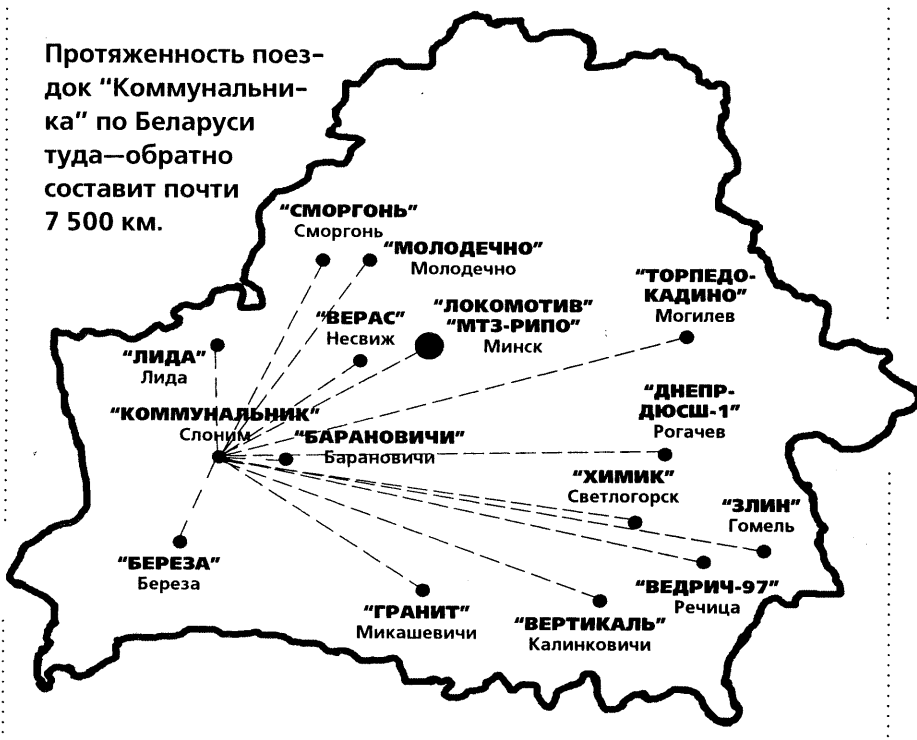 Протяженность поез-
док “Коммунальни-
ка” по Беларуси
туда—обратно
составит почти
7 500 км.
“СМОРГОНЬ”
Сморгонь
“МОЛОДЕЧНО”
Молодечно
“ТОРПЕДО-
КАДИНО”
Могилев
“ЛОКОМОТИВ”
“МТЗ-РИПО”
Минск
“ВЕРАС”
Несвиж
“ЛИДА”
Лида
“ДНЕПР-
ДЮСШ-1”
Рогачев
“КОММУНАЛЬНИК”
Слоним
“БАРАНОВИЧИ”
Барановичи
“ХИМИК”
Светлогорск
“ЗЛИН”
Гомель
“БЕРЕЗА”
Береза
“ВЕДРИЧ-97”
Речица
“ГРАНИТ”
Микашевичи
“ВЕРТИКАЛЬ”
Калинковичи